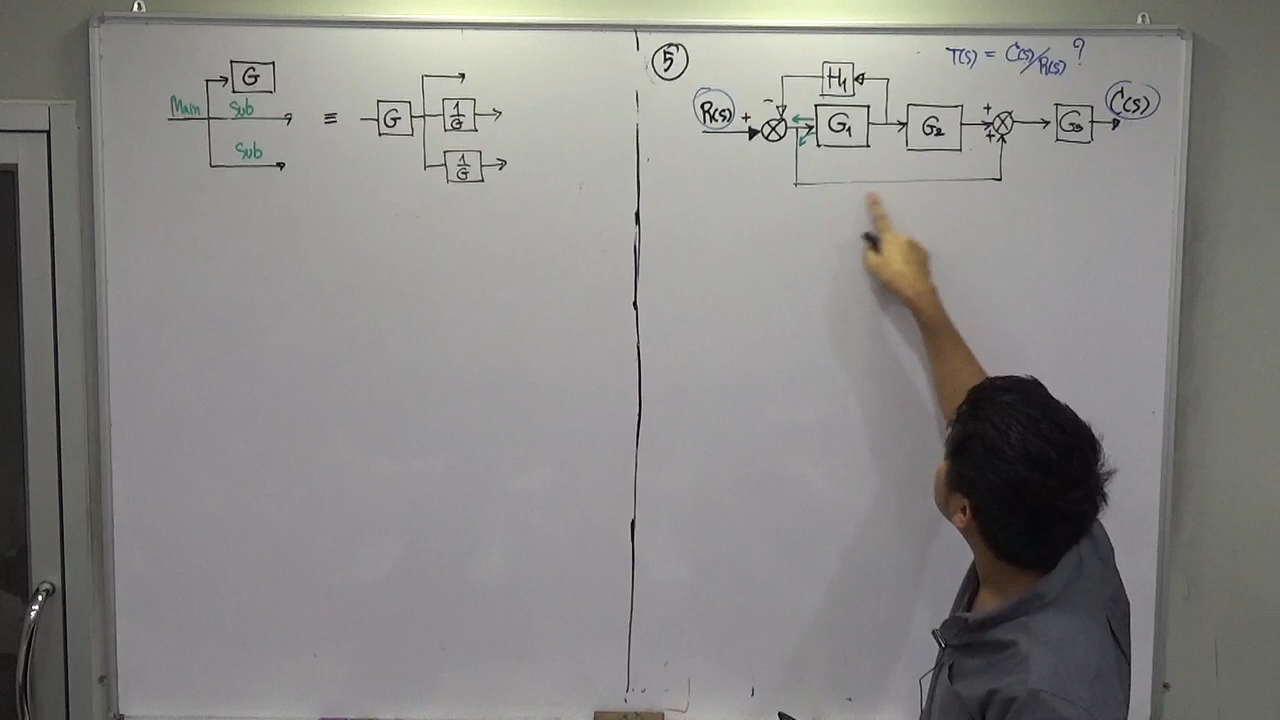 G
Main
Sub
Sub
≡
G
1/G
1/G
5
T(s) = C(s)/R(s) ?
H₁
R(s) + -
G₁
G₂
+
+
G₃
C(s)